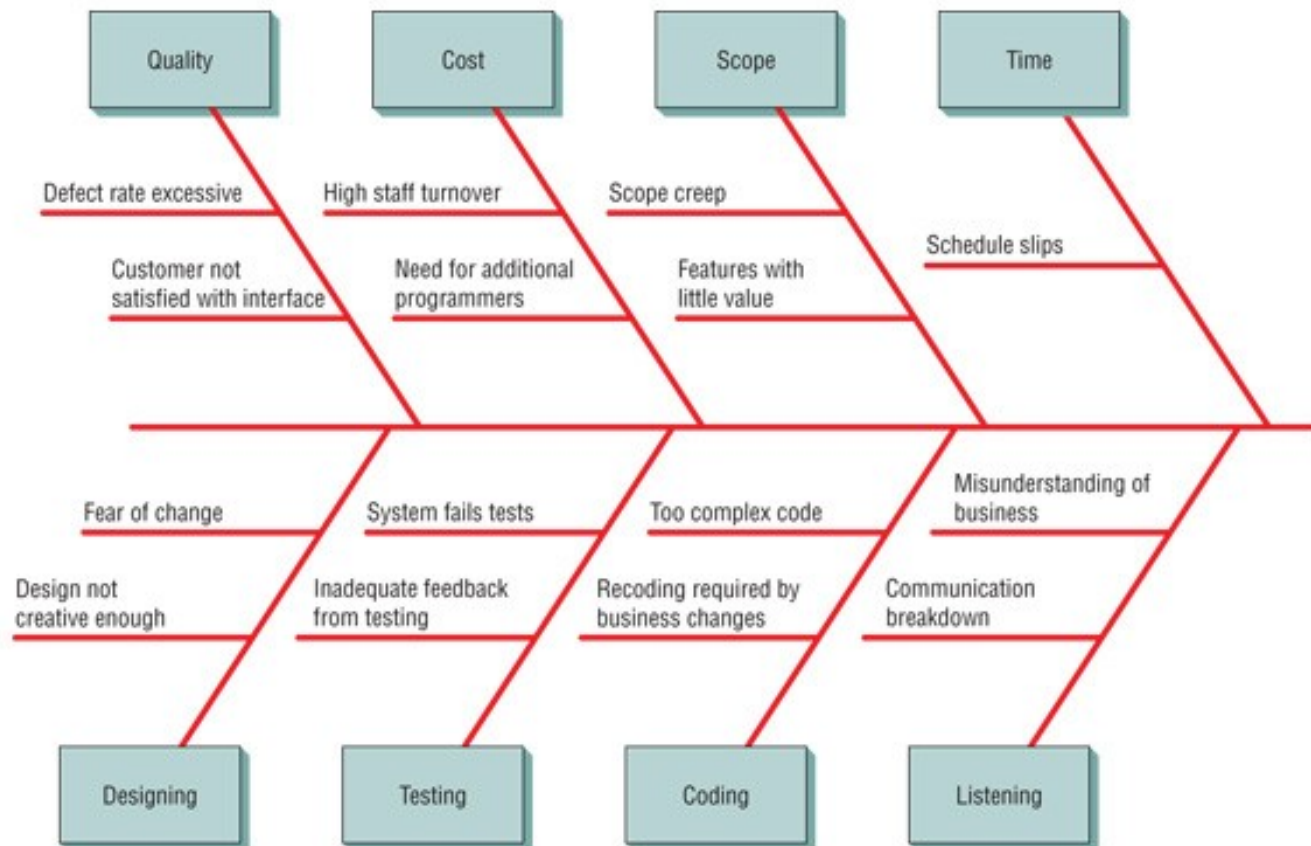 Quality
Cost
Scope
Time
Defect rate excessive
High staff turnover
Scope creep
Schedule slips
Customer not
satisfied with interface
Need for additional
programmers
Features with
little value
Fear of change
System fails tests
Too complex code
Misunderstanding of
business
Design not
creative enough
Inadequate feedback
from testing
Recoding required by
business changes
Communication
breakdown
Designing
Testing
Coding
Listening